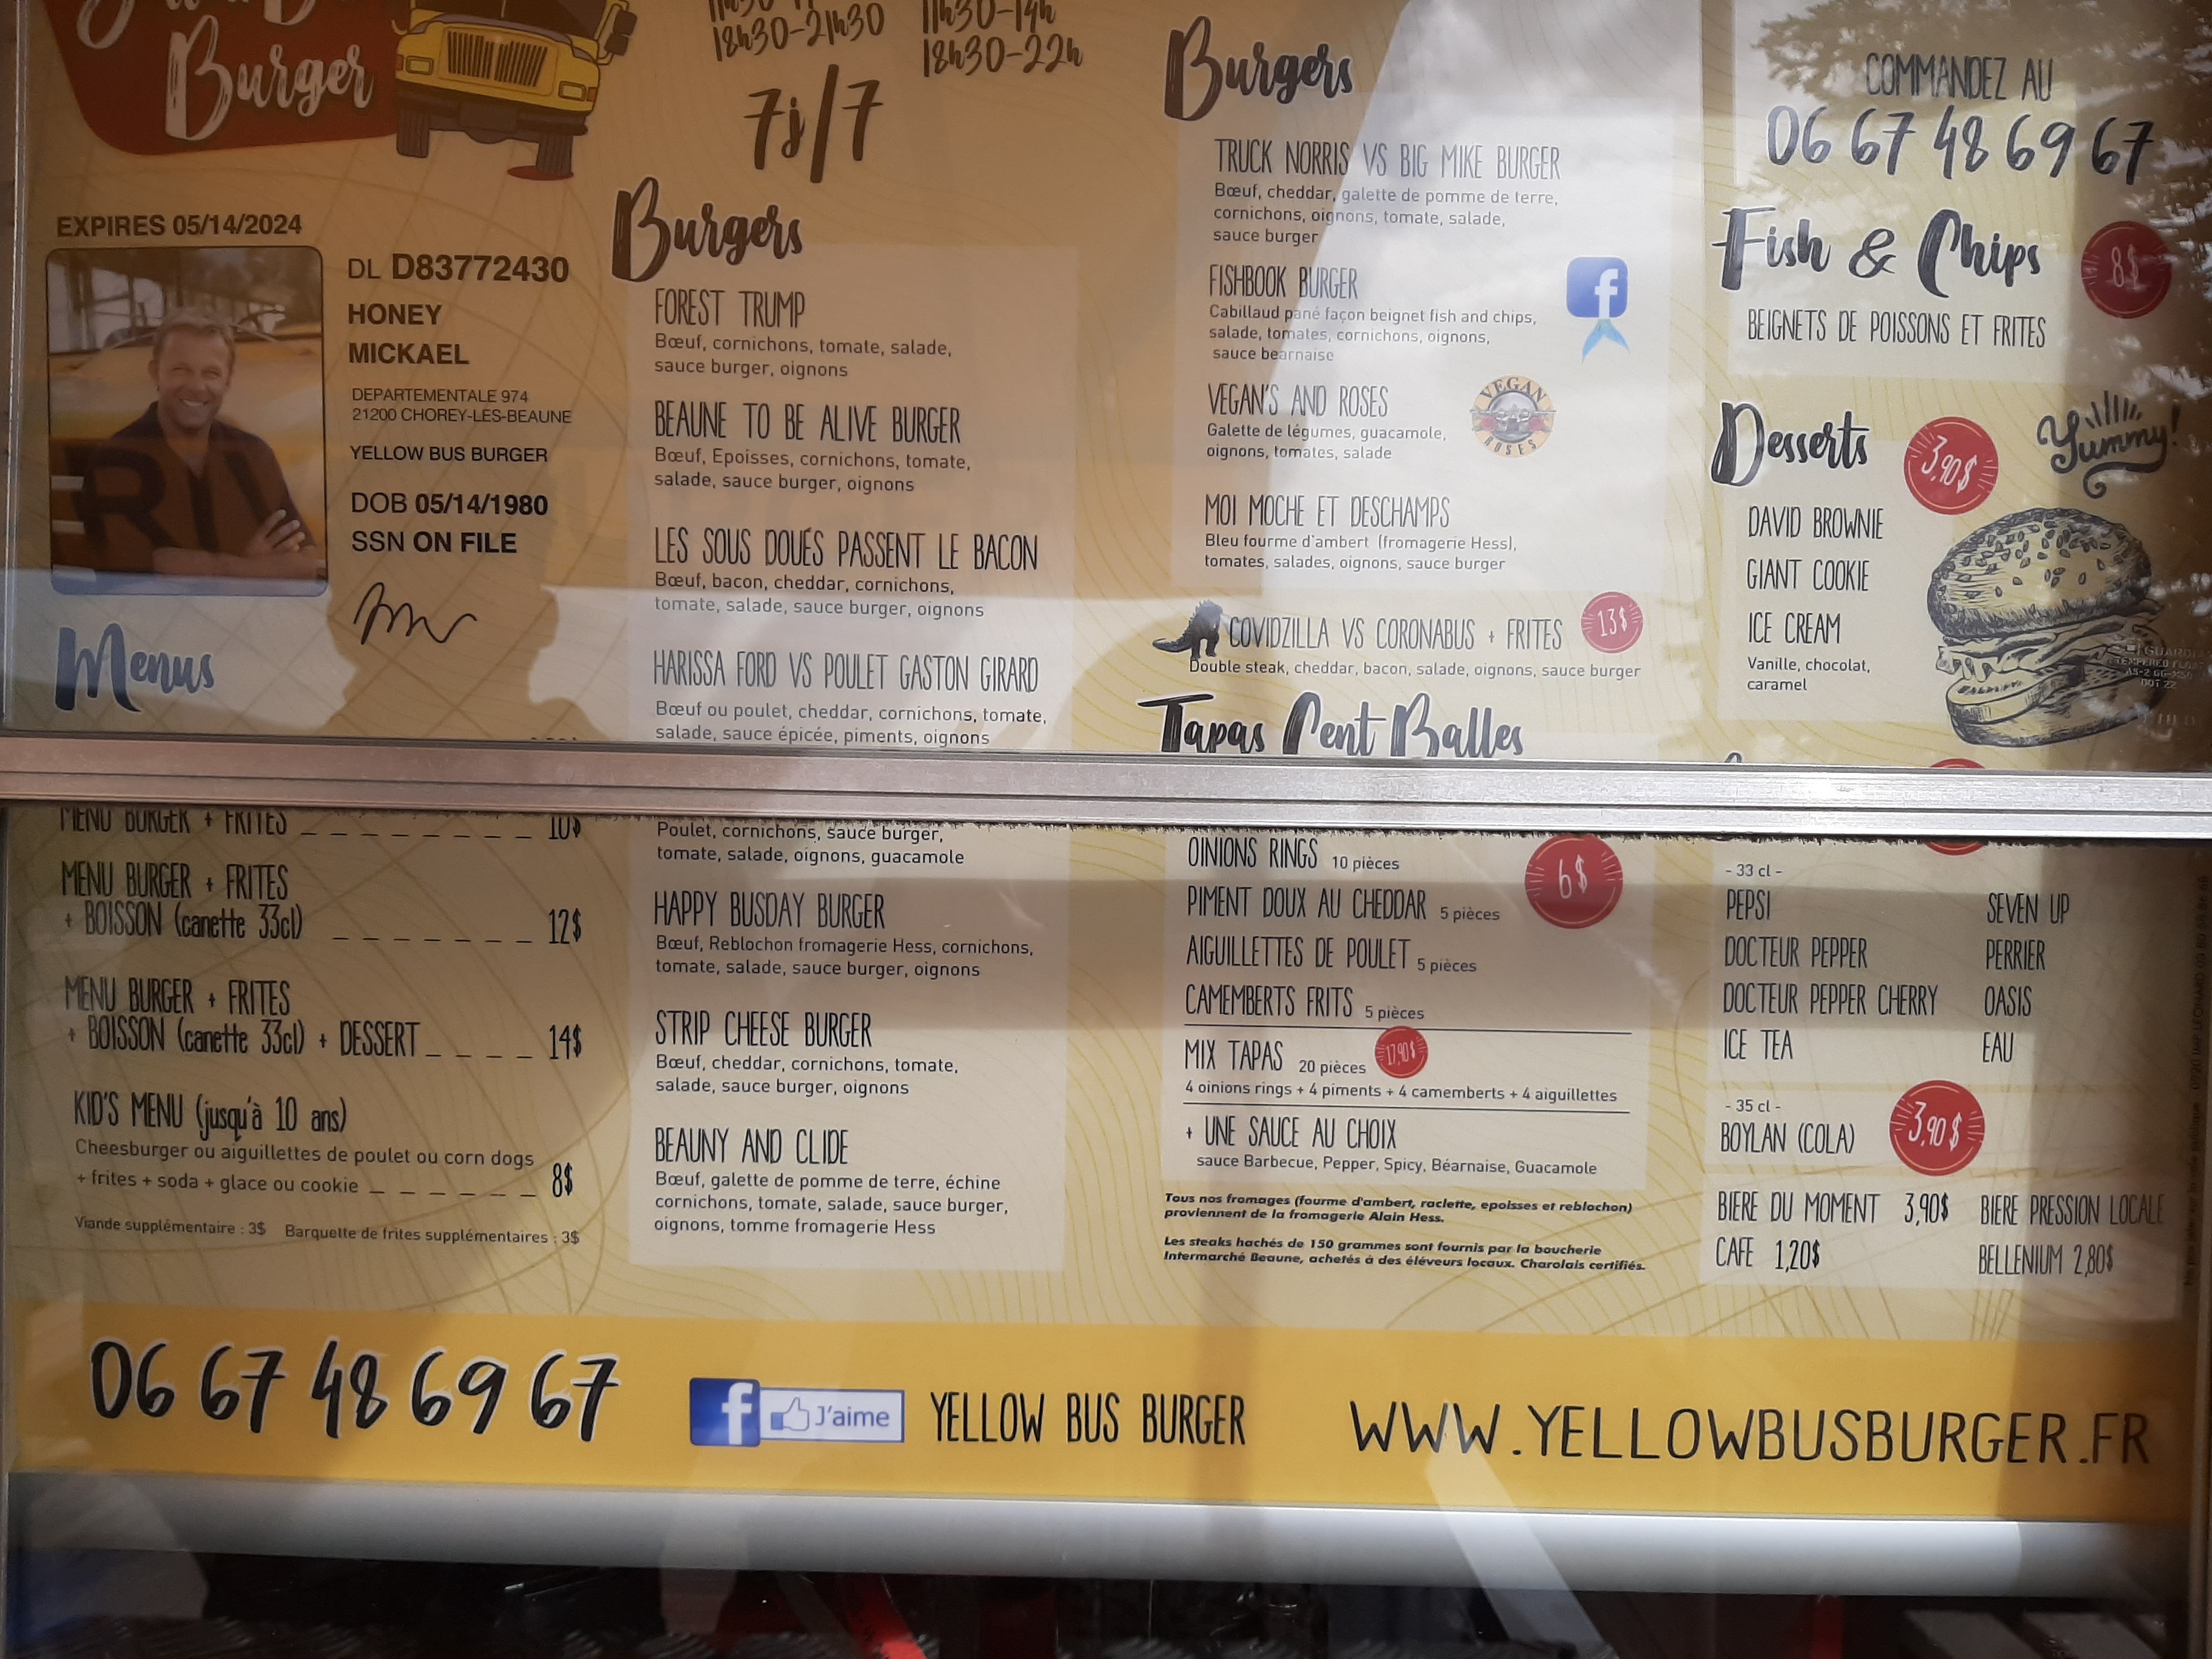 Burger
18h30-21h30
11h30-14h
18h30-22h
7j/7
EXPIRES 05/14/2024
DL D83772430
HONEY
MICKAEL
DEPARTEMENTALE 974
21200 CHOREY-LES-BEAUNE
YELLOW BUS BURGER
DOB 05/14/1980
SSN ON FILE
Menus
MENU BURGER + FRITES _ _ _ _ _ _ _ _ 10$
MENU BURGER + FRITES
+ BOISSON (canette 33cl) _ _ _ _ _ _ _ 12$
MENU BURGER + FRITES
+ BOISSON (canette 33cl) + DESSERT _ _ _ _ 14$
KID'S MENU (jusqu'à 10 ans)
Cheesburger ou aiguillettes de poulet ou corn dogs
+ frites + soda + glace ou cookie _ _ _ _ _ _ 8$
Viande supplémentaire : 3$ Barquette de frites supplémentaires : 3$
Burgers
FOREST TRUMP
Bœuf, cornichons, tomate, salade,
sauce burger, oignons
BEAUNE TO BE ALIVE BURGER
Bœuf, Epoisses, cornichons, tomate,
salade, sauce burger, oignons
LES SOUS DOUÉS PASSENT LE BACON
Bœuf, bacon, cheddar, cornichons,
tomate, salade, sauce burger, oignons
HARISSA FORD VS POULET GASTON GIRARD
Bœuf ou poulet, cheddar, cornichons, tomate,
salade, sauce épicée, piments, oignons
Poulet, cornichons, sauce burger,
tomate, salade, oignons, guacamole
HAPPY BUSDAY BURGER
Bœuf, Reblochon fromagerie Hess, cornichons,
tomate, salade, sauce burger, oignons
STRIP CHEESE BURGER
Bœuf, cheddar, cornichons, tomate,
salade, sauce burger, oignons
BEAUNY AND CLIDE
Bœuf, galette de pomme de terre, échine
cornichons, tomate, salade, sauce burger,
oignons, tomme fromagerie Hess
Burgers
TRUCK NORRIS VS BIG MIKE BURGER
Bœuf, cheddar, galette de pomme de terre,
cornichons, oignons, tomate, salade,
sauce burger
FISHBOOK BURGER
Cabillaud pané façon beignet fish and chips,
salade, tomates, cornichons, oignons,
sauce bearnaise
VEGAN'S AND ROSES
Galette de légumes, guacamole,
oignons, tomates, salade
VEGAN
ROSES
MOI MOCHE ET DESCHAMPS
Bleu fourme d'ambert (fromagerie Hess),
tomates, salades, oignons, sauce burger
COVIDZILLA VS CORONABUS + FRITES 13$
Double steak, cheddar, bacon, salade, oignons, sauce burger
Tapas Cent Balles
OINIONS RINGS 10 pièces
6$
PIMENT DOUX AU CHEDDAR 5 pièces
AIGUILLETTES DE POULET 5 pièces
CAMEMBERTS FRITS 5 pièces
MIX TAPAS 20 pièces 17,90$
4 oinions rings + 4 piments + 4 camemberts + 4 aiguillettes
+ UNE SAUCE AU CHOIX
sauce Barbecue, Pepper, Spicy, Béarnaise, Guacamole
Tous nos fromages (fourme d'ambert, raclette, epoisses et reblochon)
proviennent de la fromagerie Alain Hess.
Les steaks hachés de 150 grammes sont fournis par la boucherie
Intermarché Beaune, achetés à des éléveurs locaux. Charolais certifiés.
COMMANDEZ AU
06 67 48 69 67
Fish & Chips 8$
BEIGNETS DE POISSONS ET FRITES
Desserts 3,90$
Yummy!
DAVID BROWNIE
GIANT COOKIE
ICE CREAM
Vanille, chocolat,
caramel
- 33 cl -
PEPSI SEVEN UP
DOCTEUR PEPPER PERRIER
DOCTEUR PEPPER CHERRY OASIS
ICE TEA EAU
- 35 cl -
BOYLAN (COLA) 3,90$
BIERE DU MOMENT 3,90$ BIERE PRESSION LOCALE
CAFE 1,20$ BELLENIUM 2,80$
06 67 48 69 67
f J'aime YELLOW BUS BURGER
WWW.YELLOWBUSBURGER.FR